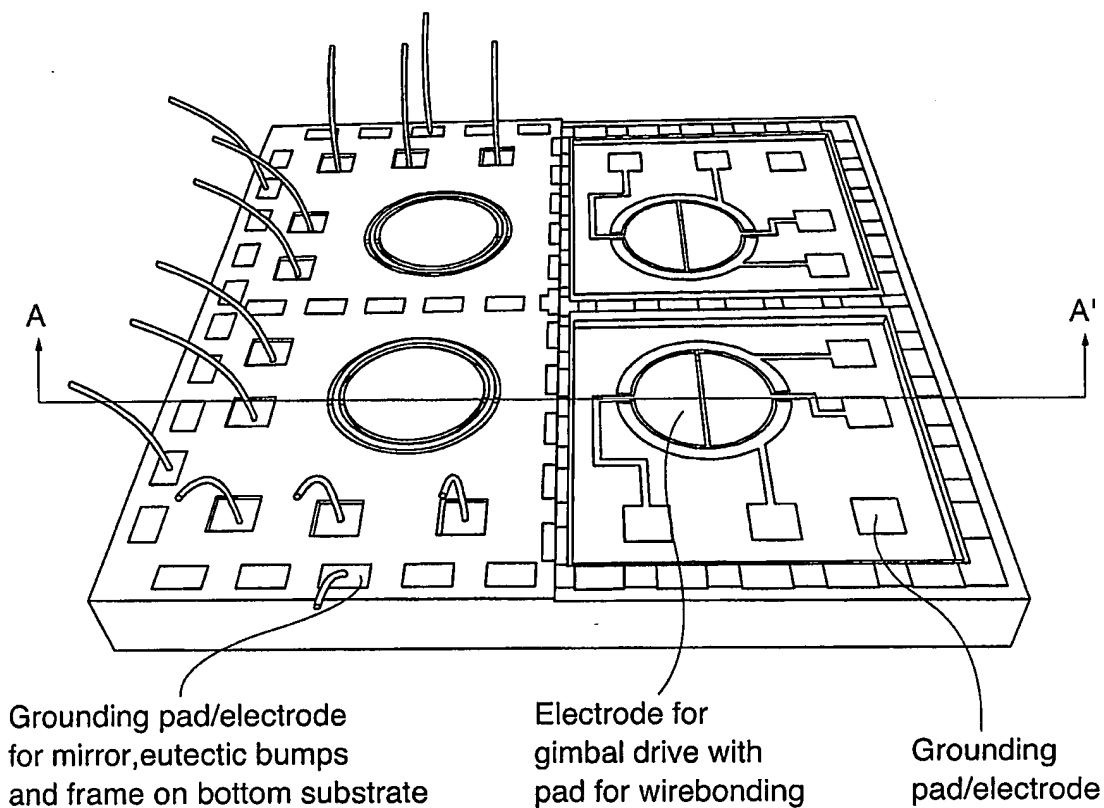 A
A'
Grounding pad/electrode
for mirror,eutectic bumps
and frame on bottom substrate
Electrode for
gimbal drive with
pad for wirebonding
Grounding
pad/electrode